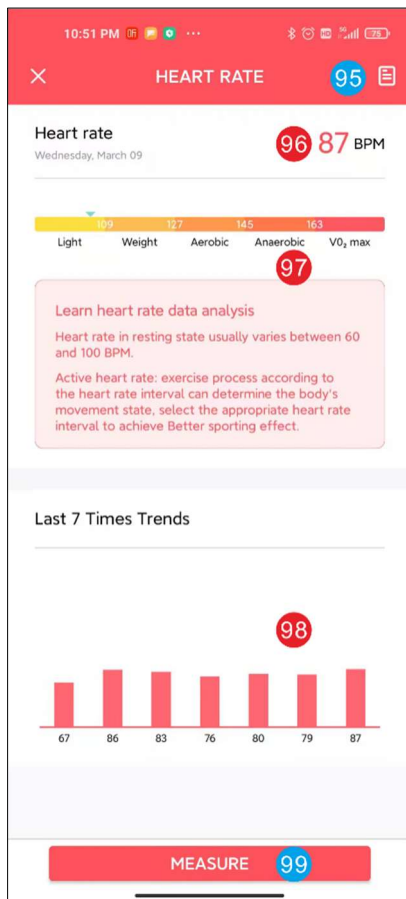 10:51 PM ··· 5G 75
HEART RATE 95
Heart rate
Wednesday, March 09
96 87 BPM
109 127 145 163
Light Weight Aerobic Anaerobic V0₂ max
97
Learn heart rate data analysis
Heart rate in resting state usually varies between 60
and 100 BPM.
Active heart rate: exercise process according to
the heart rate interval can determine the body's
movement state, select the appropriate heart rate
interval to achieve Better sporting effect.
Last 7 Times Trends
98
67 86 83 76 80 79 87
MEASURE 99